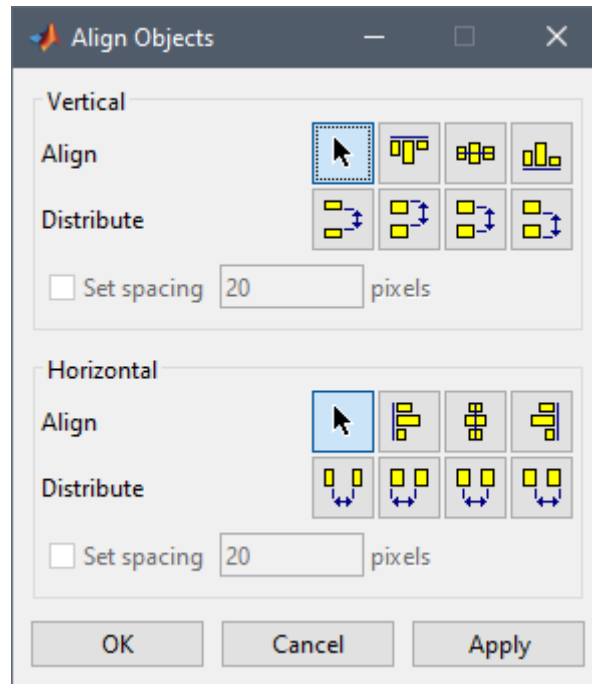 Align Objects
Vertical
Align
Distribute
Set spacing 20 pixels
Horizontal
Align
Distribute
Set spacing 20 pixels
OK Cancel Apply